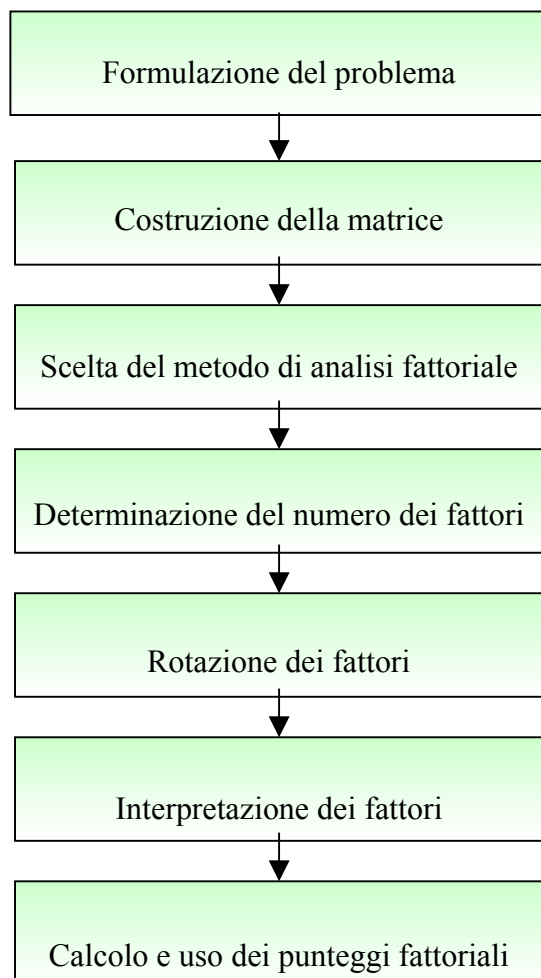 Formulazione del problema
Costruzione della matrice
Scelta del metodo di analisi fattoriale
Determinazione del numero dei fattori
Rotazione dei fattori
Interpretazione dei fattori
Calcolo e uso dei punteggi fattoriali